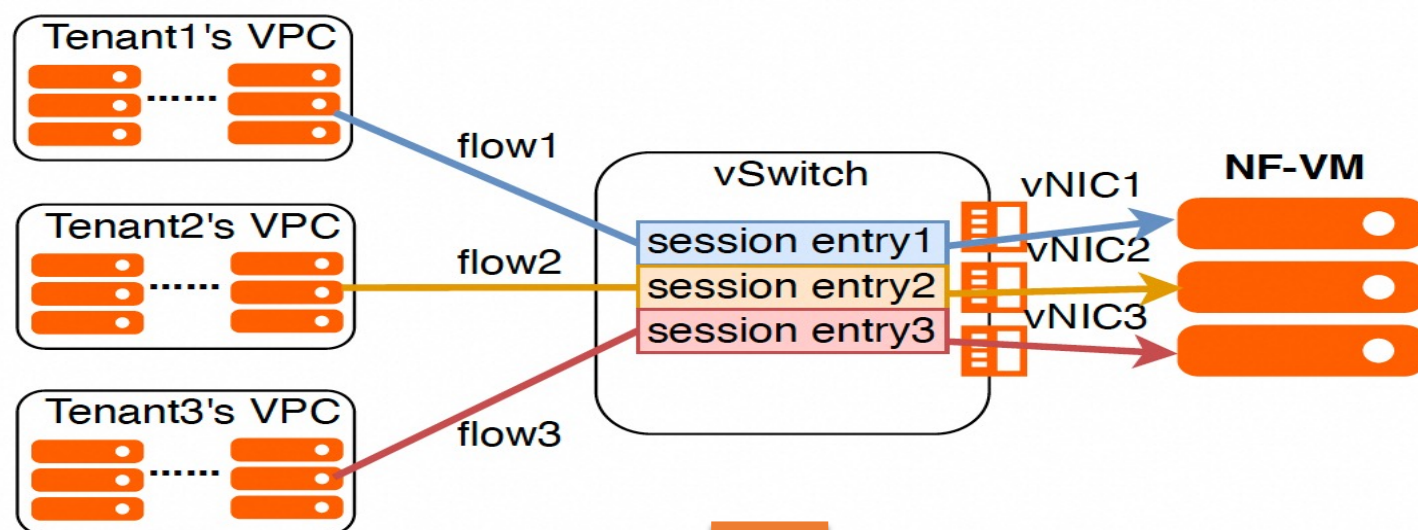 Tenant1's VPC
......
flow1
Tenant2's VPC
......
flow2
Tenant3's VPC
......
flow3
vSwitch
session entry1
session entry2
session entry3
vNIC1
vNIC2
vNIC3
NF-VM